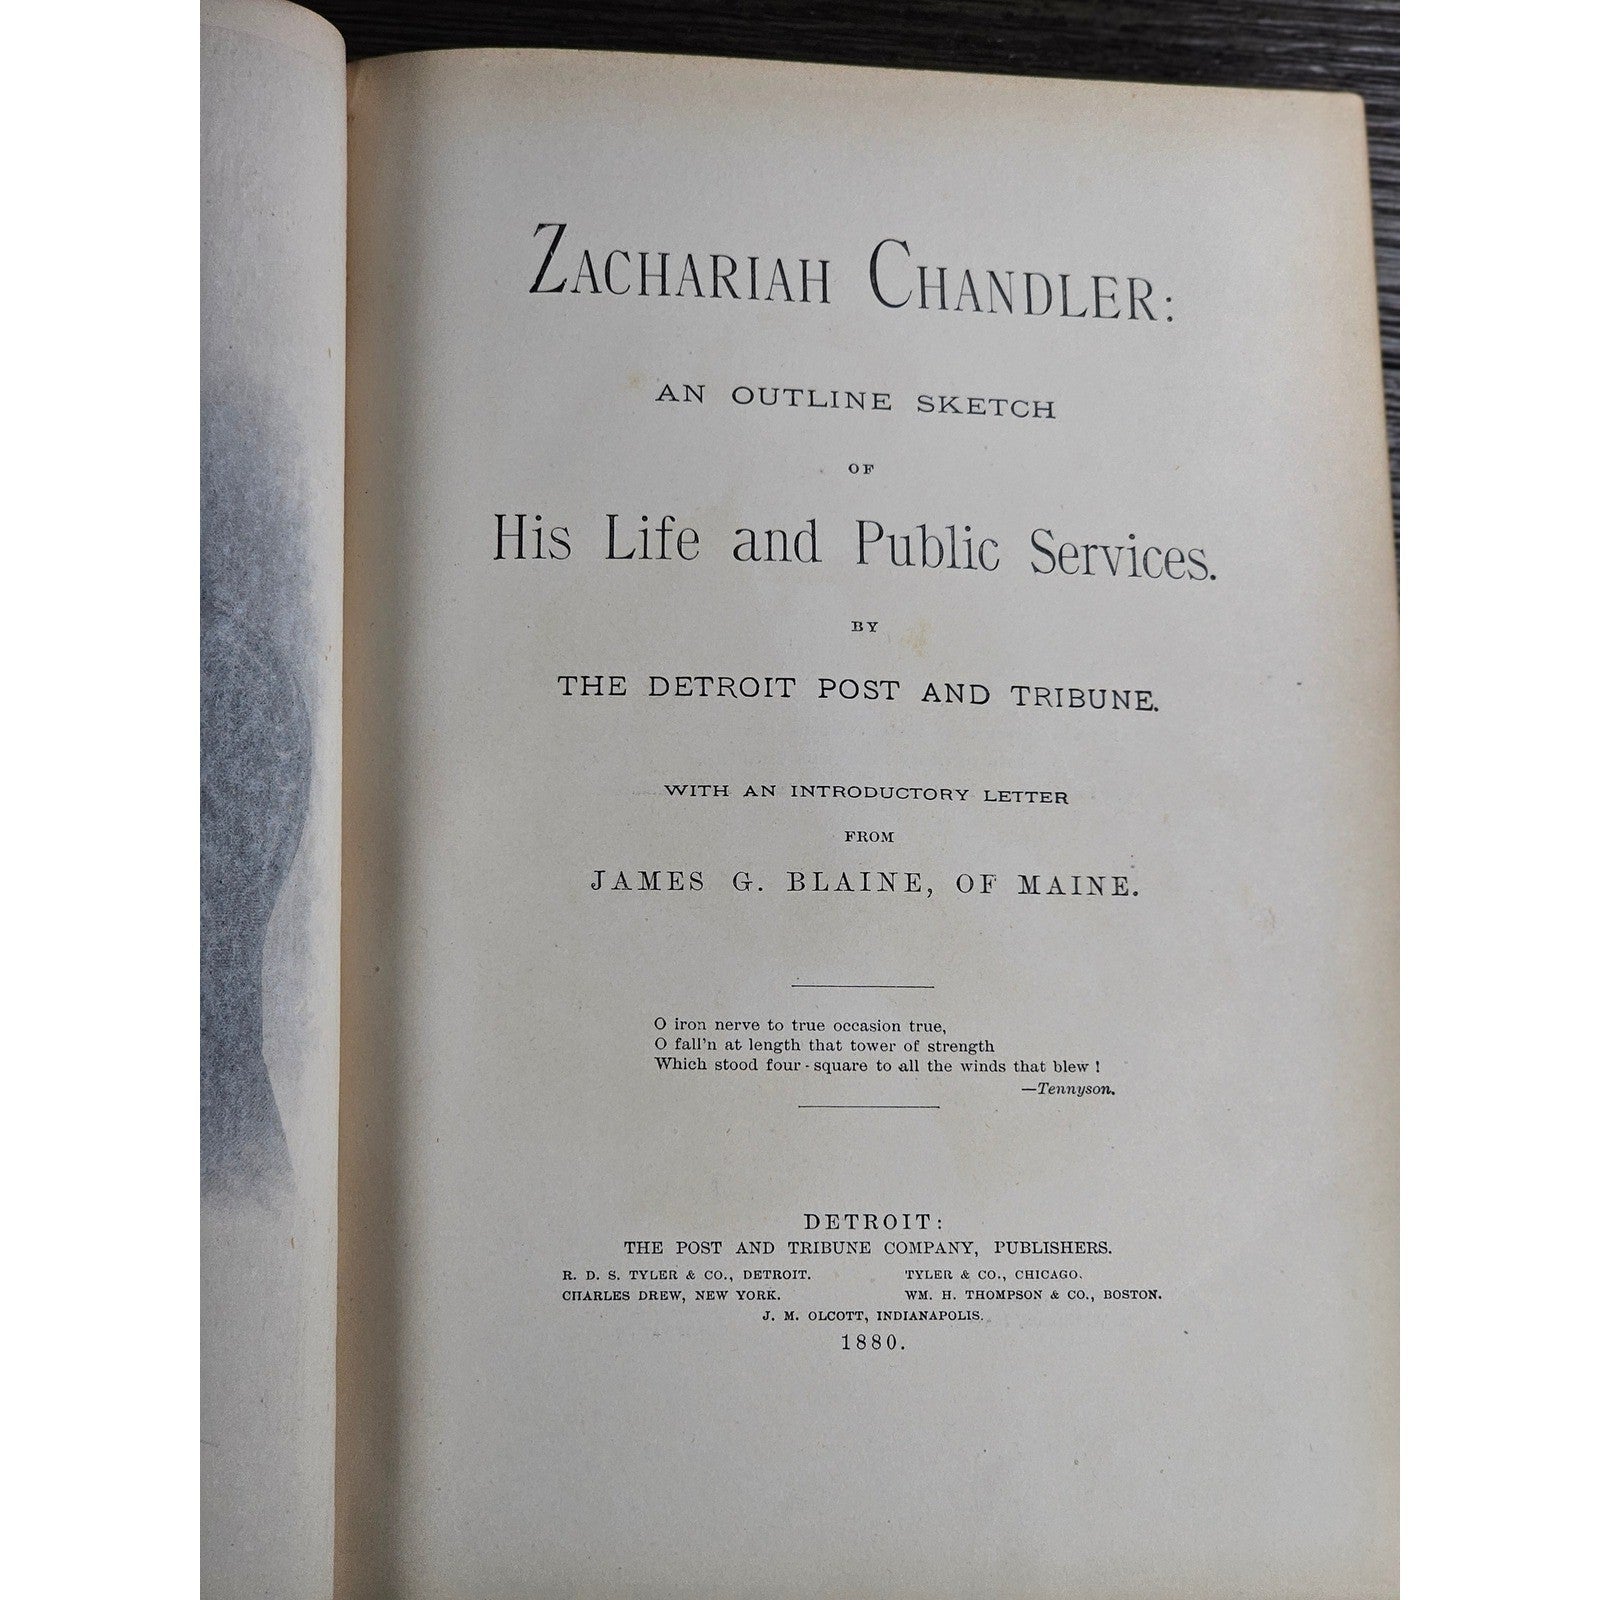 ZACHARIAH CHANDLER:
AN OUTLINE SKETCH
OF
His Life and Public Services.
BY
THE DETROIT POST AND TRIBUNE.
WITH AN INTRODUCTORY LETTER
FROM
JAMES G. BLAINE, OF MAINE.
O iron nerve to true occasion true,
O fall'n at length that tower of strength
Which stood four-square to all the winds that blew!
—Tennyson.
DETROIT:
THE POST AND TRIBUNE COMPANY, PUBLISHERS.
R. D. S. TYLER & CO., DETROIT. TYLER & CO., CHICAGO.
CHARLES DREW, NEW YORK. WM. H. THOMPSON & CO., BOSTON.
J. M. OLCOTT, INDIANAPOLIS.
1880.